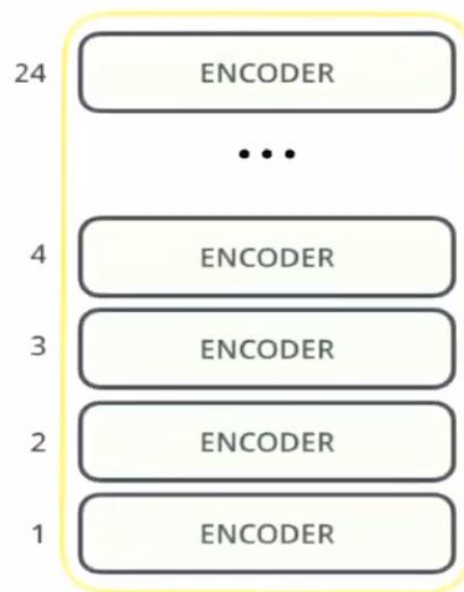 24 ENCODER
...
4 ENCODER
3 ENCODER
2 ENCODER
1 ENCODER